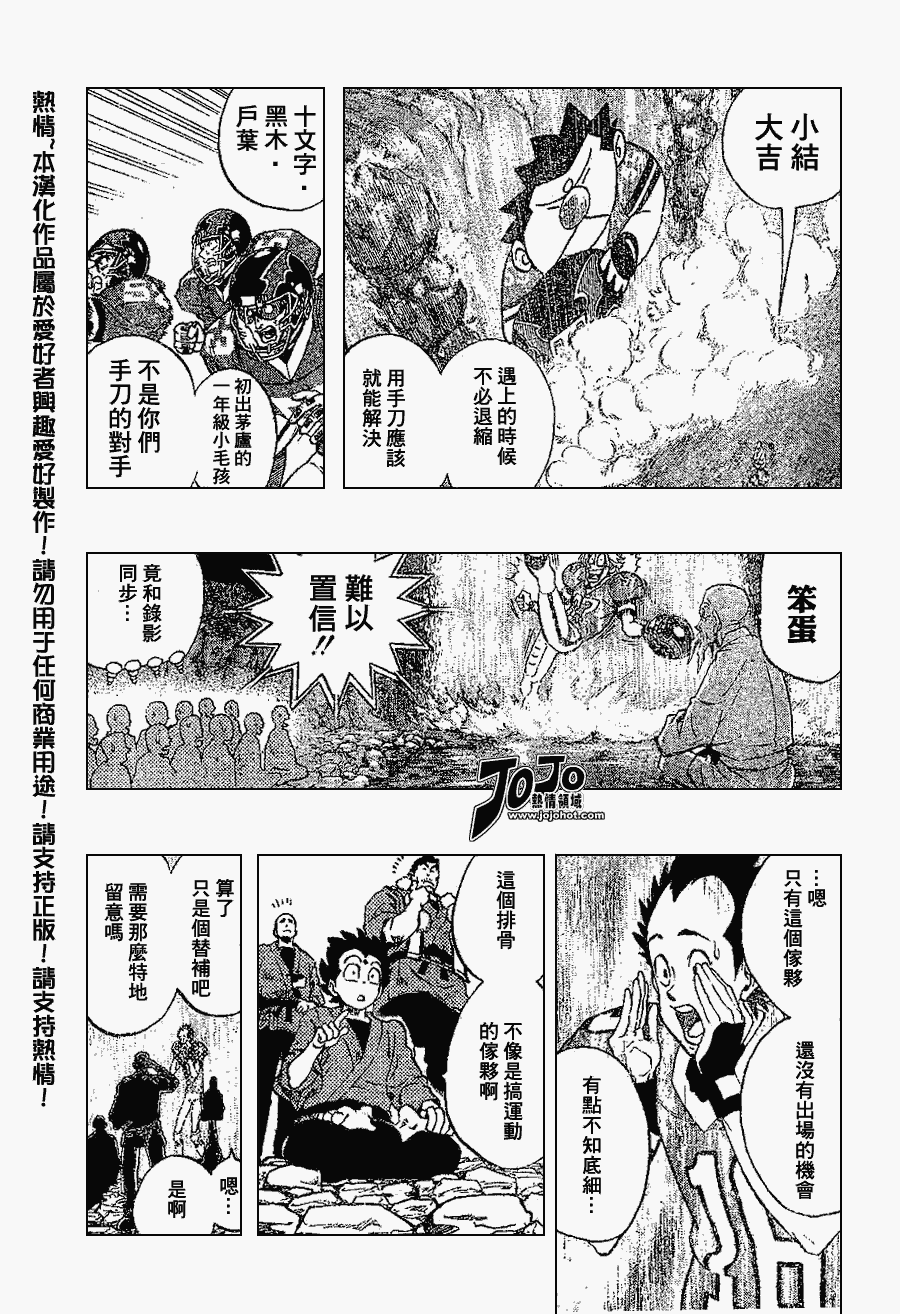 小結
大吉
遇上的時候
不必退縮
用手刀應該
就能解決
十文字．
黑木．
戶葉
初出茅廬的
一年級小毛孩
不是你們
手刀的對手
笨蛋
難以
置信!!
竟和錄影
同步…
JOJO
熱情領域
www.jojohot.com
…嗯
只有這個傢夥
還沒有出場的機會
有點不知底細…
這個排骨
不像是搞運動
的傢夥啊
算了
只是個替補吧
需要那麼特地
留意嗎
嗯…
是啊
熱情~本漢化作品屬於愛好者興趣愛好製作！請勿用于任何商業用途！請支持正版！請支持熱情！